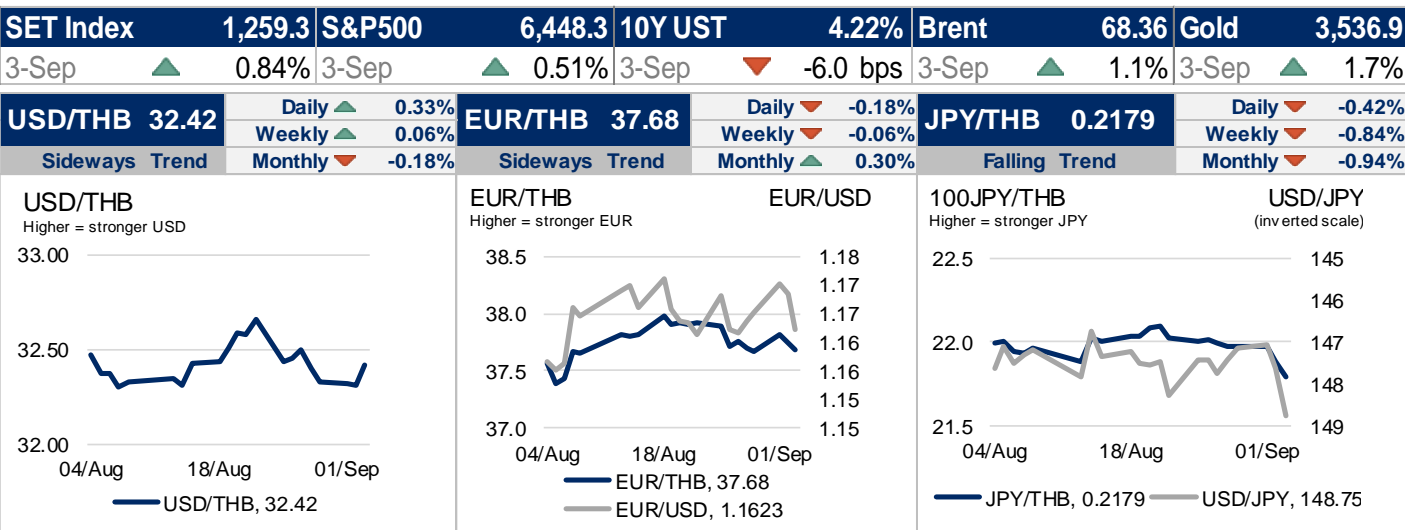 SET Index 1,259.3 S&P500 6,448.3 10Y UST 4.22% Brent 68.36 Gold 3,536.9
3-Sep 0.84% 3-Sep 0.51% 3-Sep -6.0 bps 3-Sep 1.1% 3-Sep 1.7%
USD/THB 32.42
Daily 0.33%
Weekly 0.06%
Sideways Trend Monthly -0.18%
EUR/THB 37.68
Daily -0.18%
Weekly -0.06%
Sideways Trend Monthly 0.30%
JPY/THB 0.2179
Daily -0.42%
Weekly -0.84%
Falling Trend Monthly -0.94%
USD/THB
Higher = stronger USD
33.00
32.50
32.00
04/Aug 18/Aug 01/Sep
USD/THB, 32.42
EUR/THB EUR/USD
Higher = stronger EUR
38.5 1.18
1.17
38.0 1.17
1.16
37.5 1.16
1.15
37.0 1.15
04/Aug 18/Aug 01/Sep
EUR/THB, 37.68
EUR/USD, 1.1623
100JPY/THB USD/JPY
Higher = stronger JPY (inverted scale)
22.5 145
146
22.0 147
148
21.5 149
04/Aug 18/Aug 01/Sep
JPY/THB, 0.2179 USD/JPY, 148.75